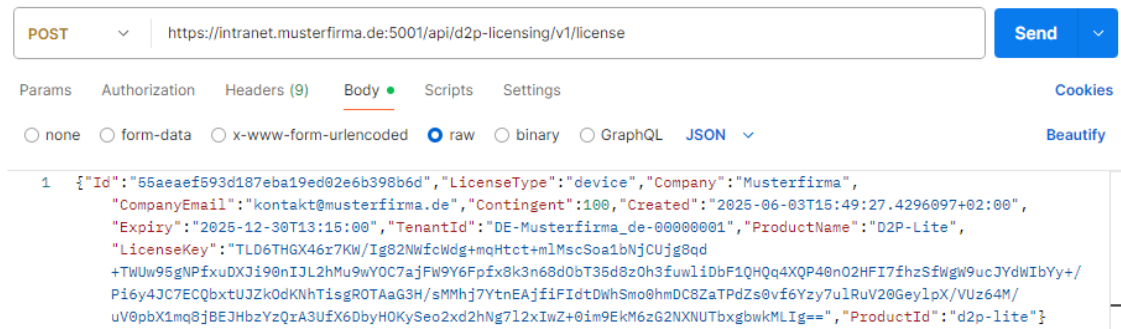 POST https://intranet.musterfirma.de:5001/api/d2p-licensing/v1/license Send
Params Authorization Headers (9) Body Scripts Settings Cookies
none form-data x-www-form-urlencoded raw binary GraphQL JSON Beautify
1 {"Id":"55aeaef593d187eba19ed02e6b398b6d","LicenseType":"device","Company":"Musterfirma",
"CompanyEmail":"kontakt@musterfirma.de","Contingent":100,"Created":"2025-06-03T15:49:27.4296097+02:00",
"Expiry":"2025-12-30T13:15:00","TenantId":"DE-Musterfirma_de-00000001","ProductName":"D2P-Lite",
"LicenseKey":"TLD6THGX46r7KW/Ig82NWfcWdg+mqHtct+mlMscSoa1bNjCUjg8qd
+TWUw95gNPfxuDXJi90nIJL2hMu9wYOC7ajFW9Y6Fpfx8k3n68dObT35d8zOh3fuwliDbF1QHQq4XQP40nO2HFI7fhzSfWgW9ucJYdWIbYy+/
Pi6y4JC7ECQbxtUJZkOdKNhTisgROTAaG3H/sMMhj7YtnEAjfiFIdtDWhSmo0hmDC8ZaTPdZs0vf6Yzy7ulRuV20GeylpX/VUz64M/
uV0pbX1mq8jBEJHbzYzQrA3UfX6DbyHOKySeo2xd2hNg7l2xIwZ+0im9EkM6zG2NXNUTbxgbwkMLIg==","ProductId":"d2p-lite"}